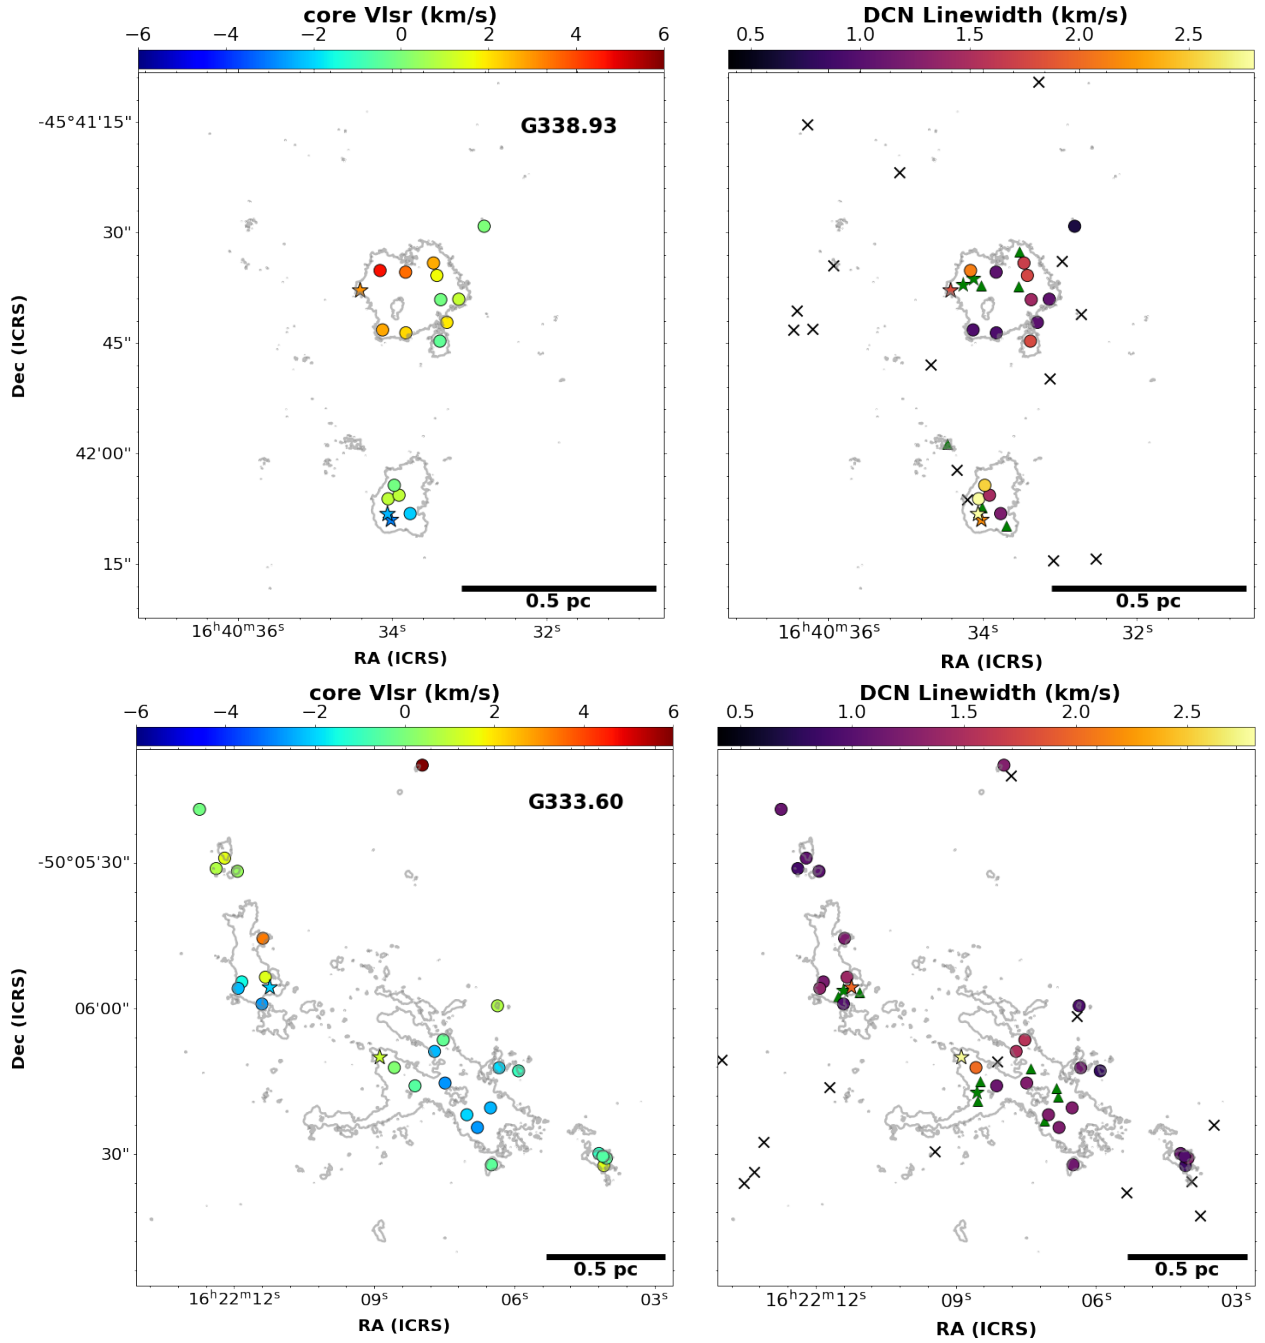 core Vlsr (km/s)
−6 −4 −2 0 2 4 6
G338.93
-45°41'15"
30"
45"
42'00"
15"
Dec (ICRS)
0.5 pc
16ʰ40ᵐ36ˢ 34ˢ 32ˢ
RA (ICRS)
DCN Linewidth (km/s)
0.5 1.0 1.5 2.0 2.5
0.5 pc
16ʰ40ᵐ36ˢ 34ˢ 32ˢ
RA (ICRS)
core Vlsr (km/s)
−6 −4 −2 0 2 4 6
G333.60
-50°05'30"
06'00"
30"
Dec (ICRS)
0.5 pc
16ʰ22ᵐ12ˢ 09ˢ 06ˢ 03ˢ
RA (ICRS)
DCN Linewidth (km/s)
0.5 1.0 1.5 2.0 2.5
0.5 pc
16ʰ22ᵐ12ˢ 09ˢ 06ˢ 03ˢ
RA (ICRS)